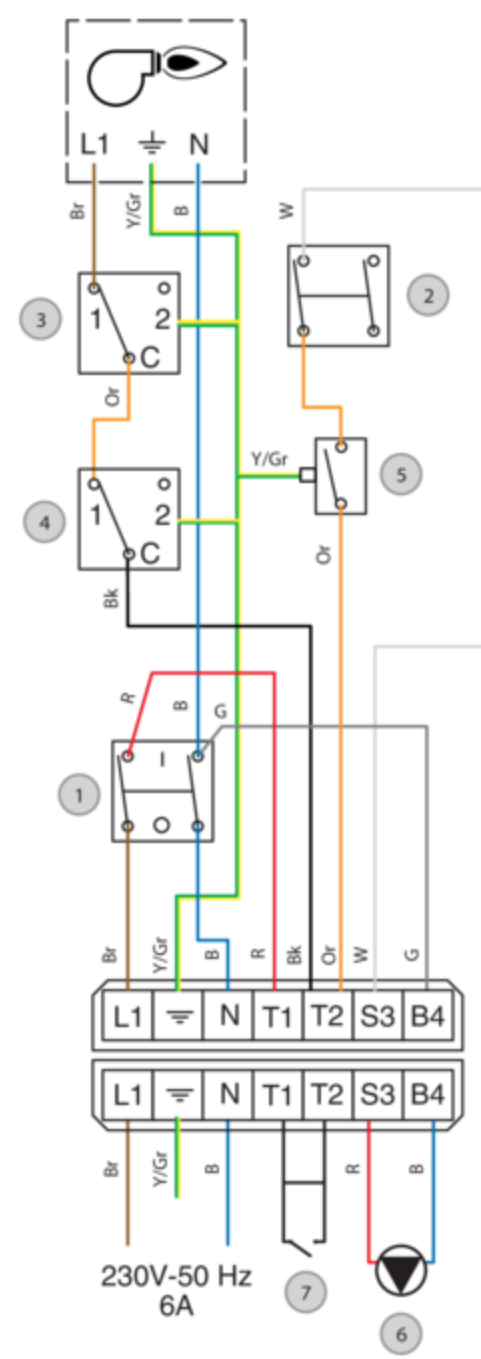 L1 ⏚ N
Br Y/Gr B W
2
3
1 2
C
Or
Y/Gr 5
4
1 2
C
Or
Bk
R B G
I
1
O
Br Y/Gr B R Bk Or W G
L1 ⏚ N T1 T2 S3 B4
L1 ⏚ N T1 T2 S3 B4
Br Y/Gr B R B
230V-50 Hz
6A
7
6